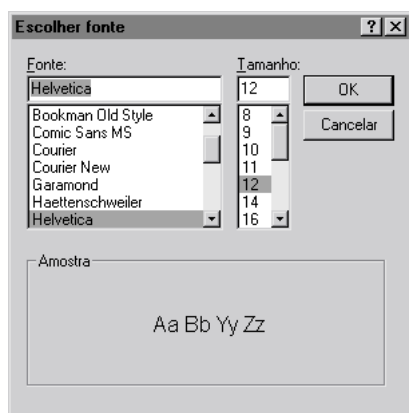 Escolher fonte
Fonte:
Helvetica
Bookman Old Style
Comic Sans MS
Courier
Courier New
Garamond
Haettenschweiler
Helvetica
Tamanho:
12
8
9
10
11
12
14
16
OK
Cancelar
Amostra
Aa Bb Yy Zz